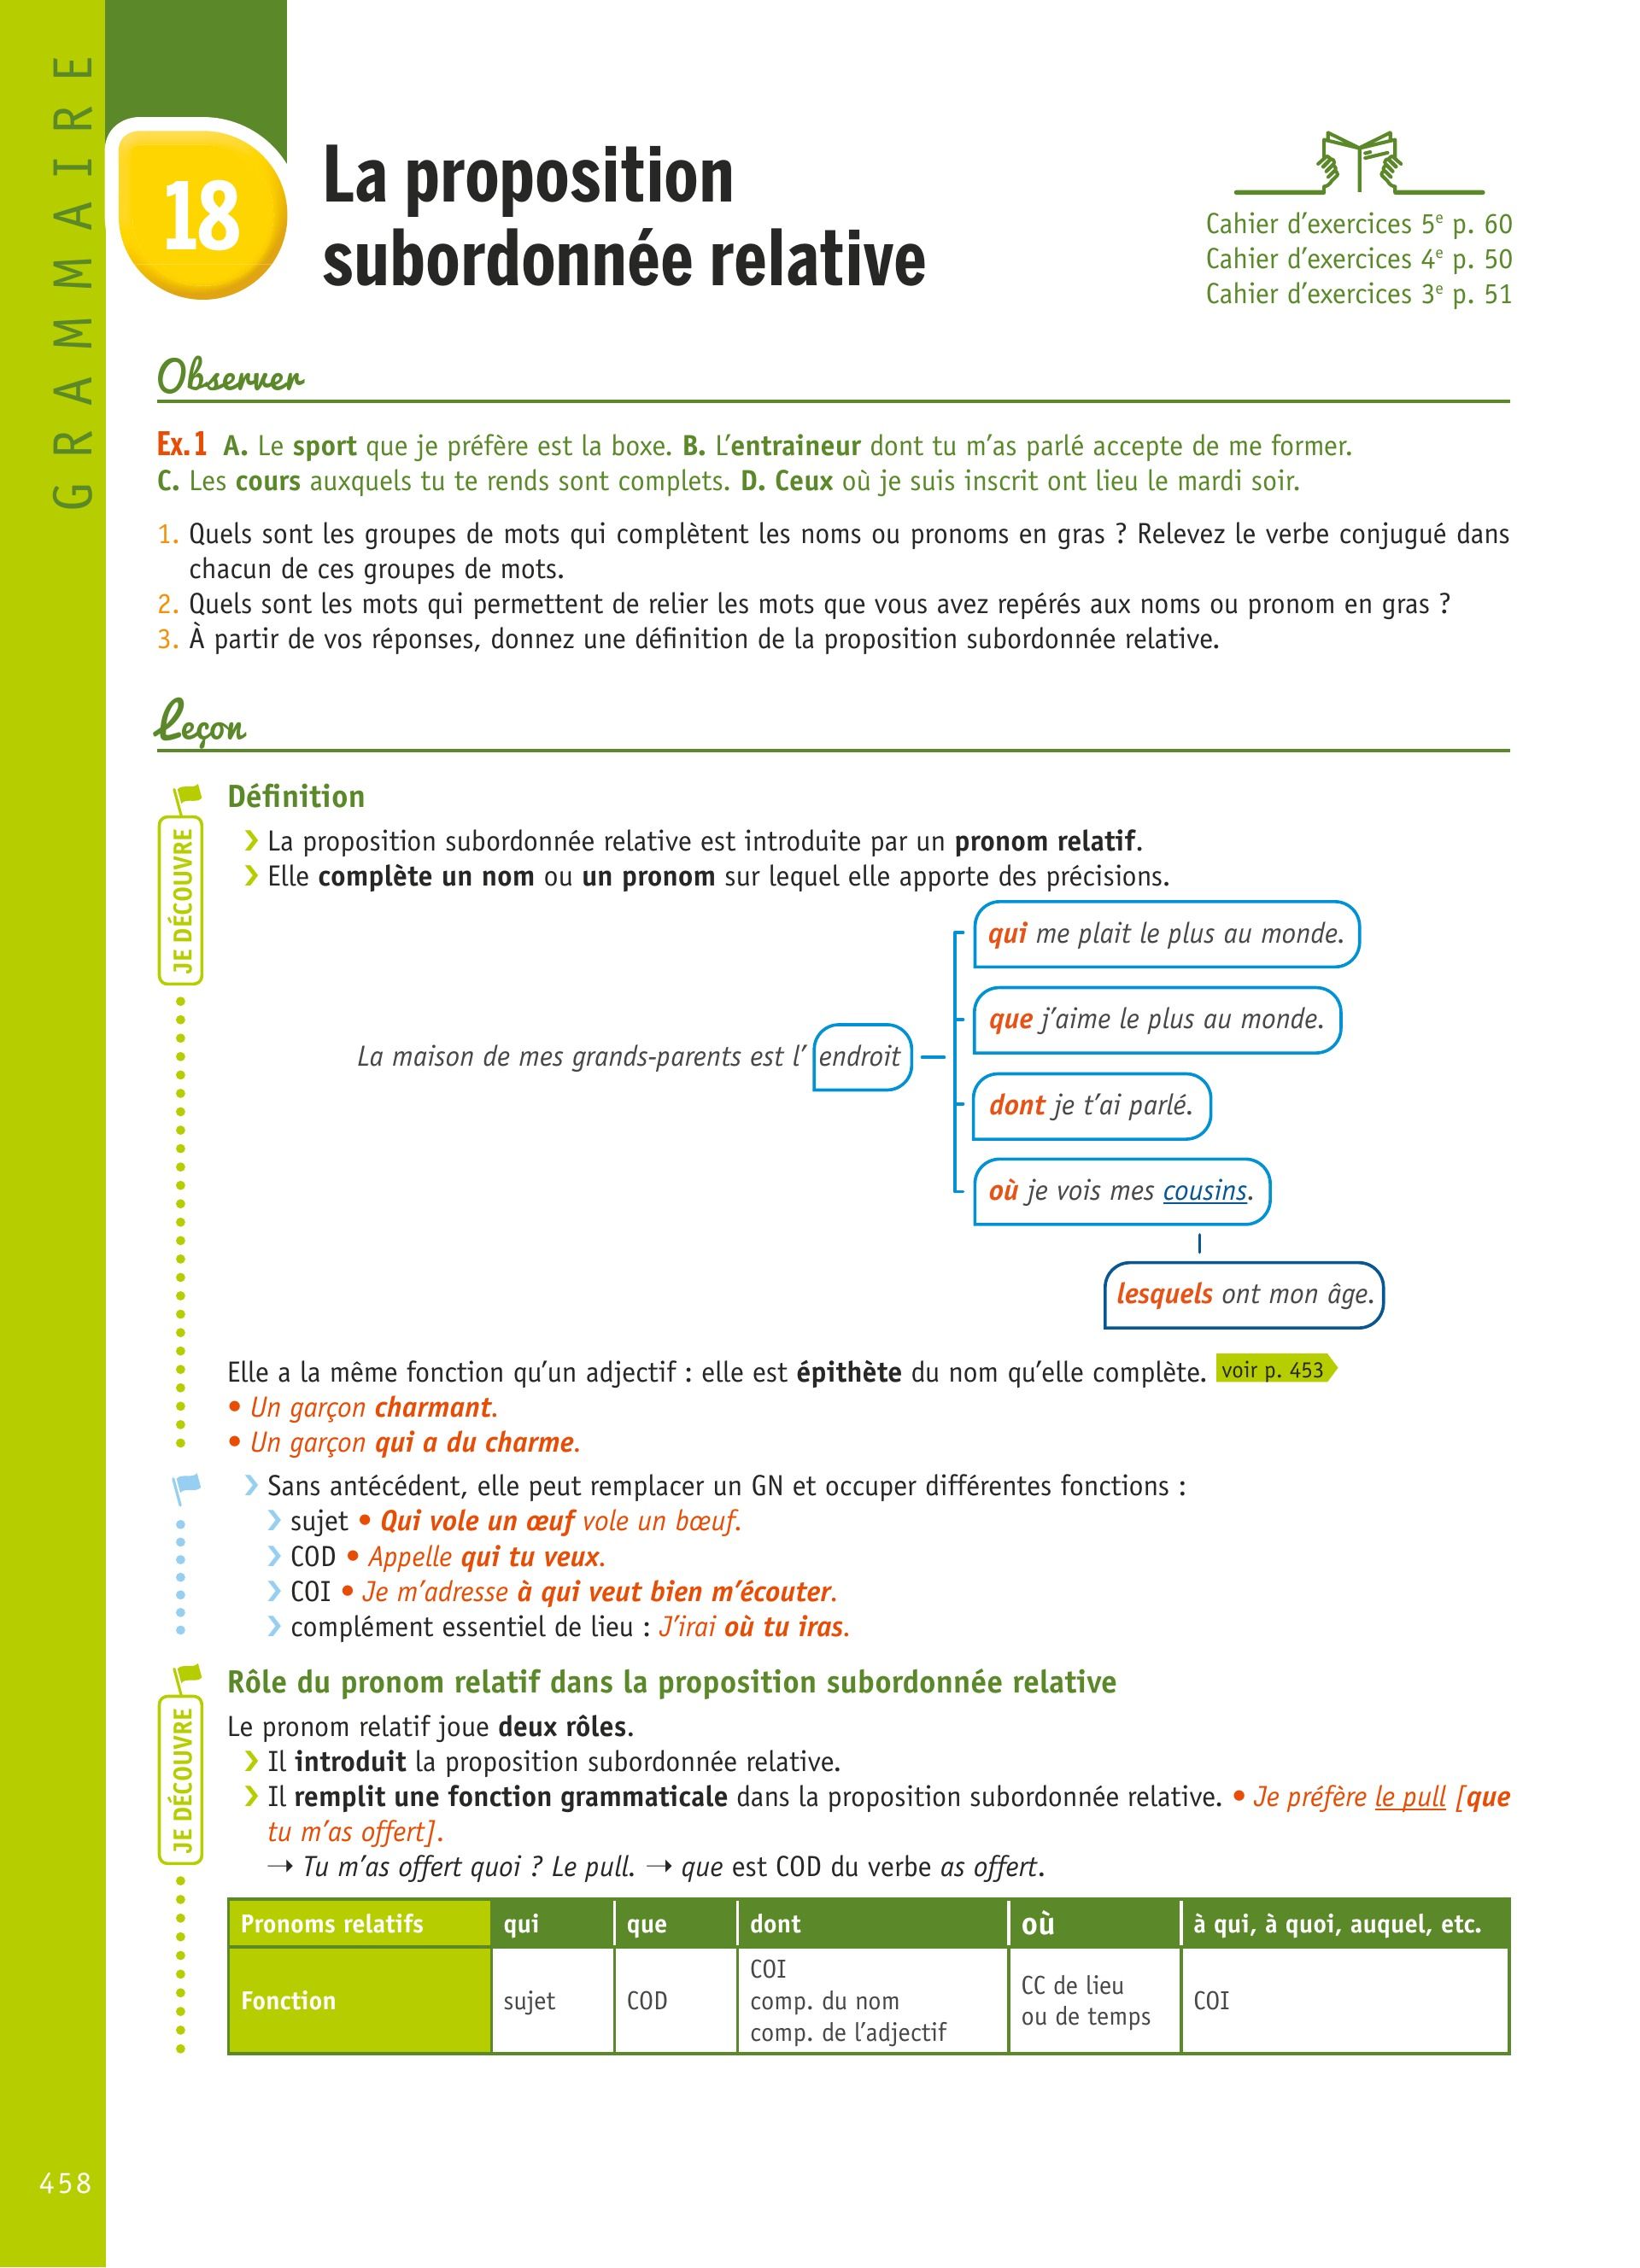 GRAMMAIRE
18
La proposition
subordonnée relative
Cahier d'exercices 5e p. 60
Cahier d'exercices 4e p. 50
Cahier d'exercices 3e p. 51
Observer
Ex.1 A. Le sport que je préfère est la boxe. B. L'entraineur dont tu m'as parlé accepte de me former.
C. Les cours auxquels tu te rends sont complets. D. Ceux où je suis inscrit ont lieu le mardi soir.
1. Quels sont les groupes de mots qui complètent les noms ou pronoms en gras ? Relevez le verbe conjugué dans
chacun de ces groupes de mots.
2. Quels sont les mots qui permettent de relier les mots que vous avez repérés aux noms ou pronom en gras ?
3. À partir de vos réponses, donnez une définition de la proposition subordonnée relative.
Leçon
JE DÉCOUVRE
Définition
› La proposition subordonnée relative est introduite par un pronom relatif.
› Elle complète un nom ou un pronom sur lequel elle apporte des précisions.
La maison de mes grands-parents est l' endroit
qui me plait le plus au monde.
que j'aime le plus au monde.
dont je t'ai parlé.
où je vois mes cousins.
lesquels ont mon âge.
Elle a la même fonction qu'un adjectif : elle est épithète du nom qu'elle complète. voir p. 453
• Un garçon charmant.
• Un garçon qui a du charme.
› Sans antécédent, elle peut remplacer un GN et occuper différentes fonctions :
› sujet • Qui vole un œuf vole un bœuf.
› COD • Appelle qui tu veux.
› COI • Je m'adresse à qui veut bien m'écouter.
› complément essentiel de lieu : J'irai où tu iras.
JE DÉCOUVRE
Rôle du pronom relatif dans la proposition subordonnée relative
Le pronom relatif joue deux rôles.
› Il introduit la proposition subordonnée relative.
› Il remplit une fonction grammaticale dans la proposition subordonnée relative. • Je préfère le pull [que
tu m'as offert].
→ Tu m'as offert quoi ? Le pull. → que est COD du verbe as offert.
Pronoms relatifs qui que dont où à qui, à quoi, auquel, etc.
Fonction
sujet
COD
COI
comp. du nom
comp. de l'adjectif
CC de lieu
ou de temps
COI
458